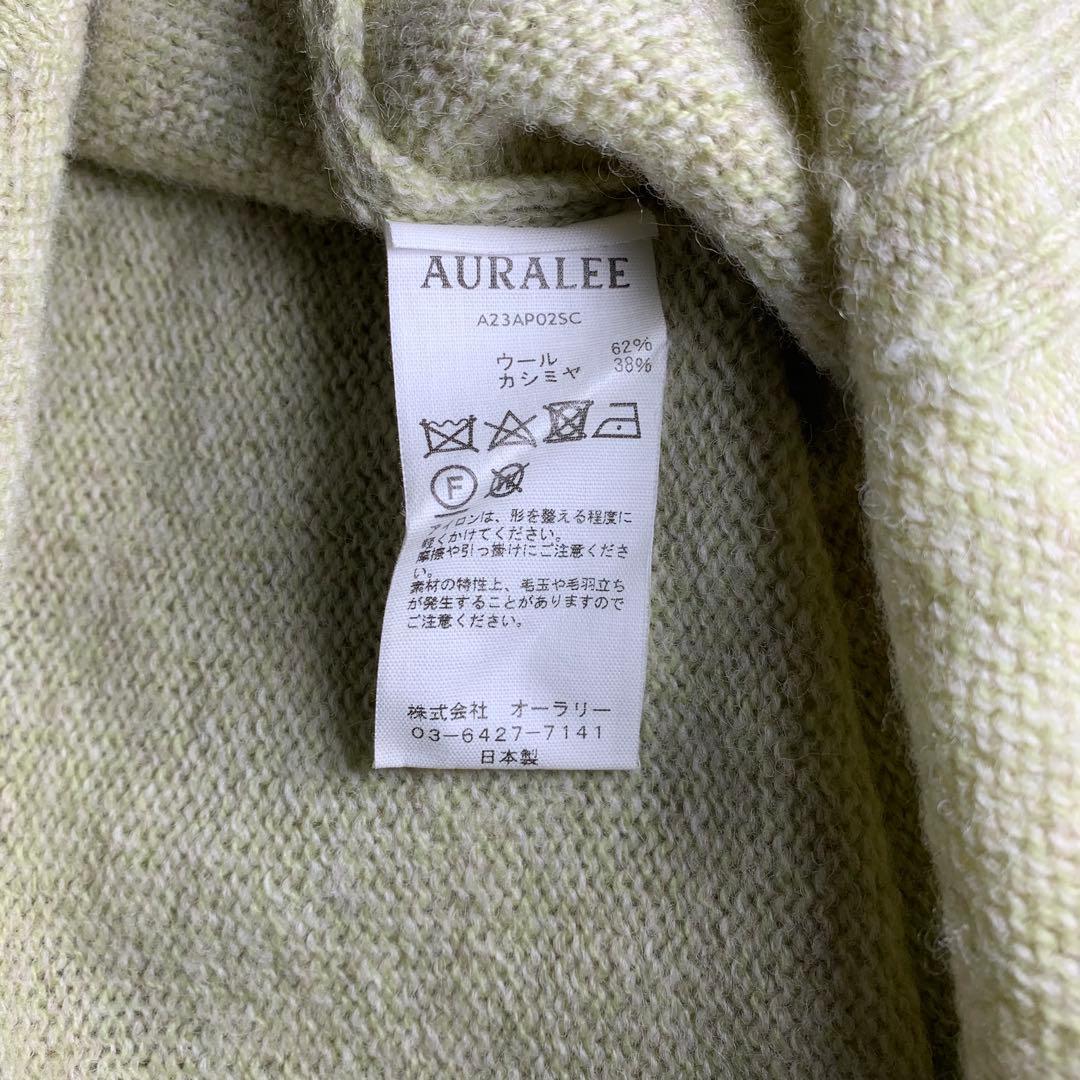 AURALEE
A23AP02SC
ウール 62%
カシミヤ 38%
F
W
アイロンは、形を整える程度に
軽くかけてください。
摩擦や引っ掛けにご注意くださ
い。
素材の特性上、毛玉や毛羽立ち
が発生することがありますので
ご注意ください。
株式会社 オーラリー
03-6427-7141
日本製